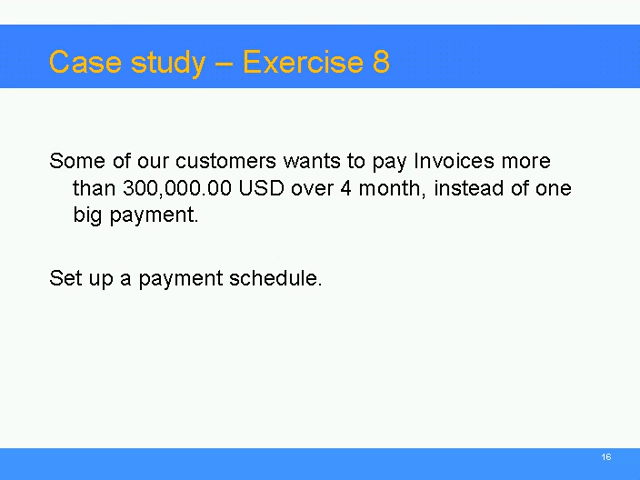 Case study – Exercise 8
Some of our customers wants to pay Invoices more
than 300,000.00 USD over 4 month, instead of one
big payment.
Set up a payment schedule.
16